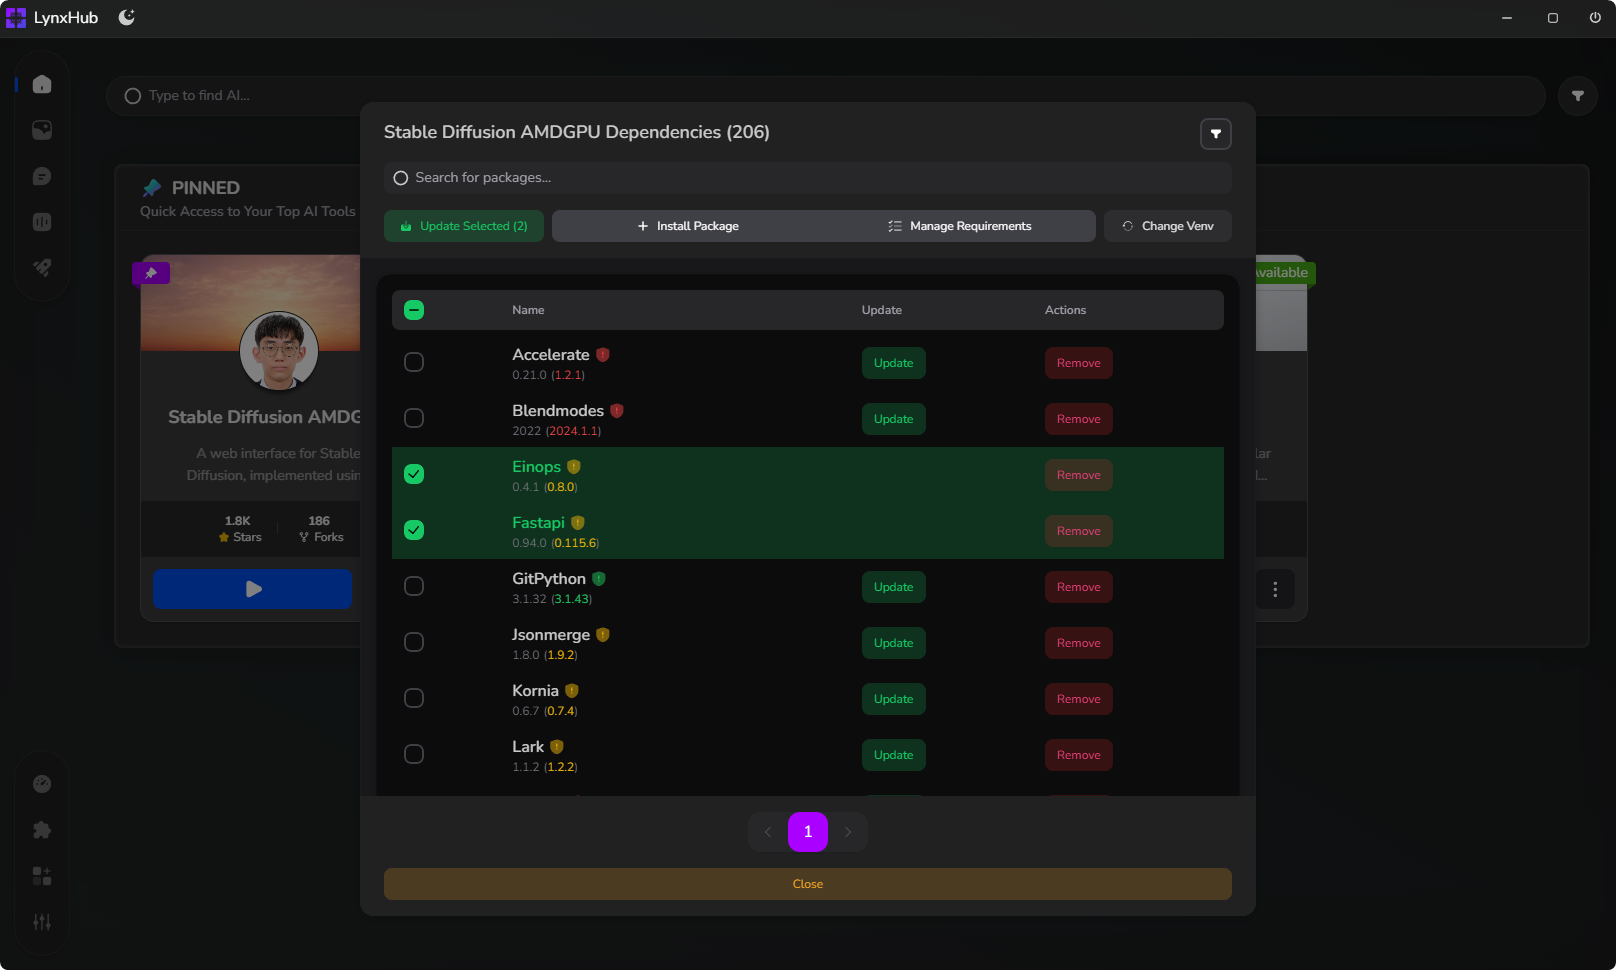 LynxHub
Type to find AI...
PINNED
Quick Access to Your Top AI Tools
Stable Diffusion AMDG
A web interface for Stable
Diffusion, implemented usin
1.8K
Stars
186
Forks
Available
lar
l...
Stable Diffusion AMDGPU Dependencies (206)
Search for packages...
Update Selected (2)
Install Package
Manage Requirements
Change Venv
Name Update Actions
Accelerate
0.21.0 (1.2.1)
Update
Remove
Blendmodes
2022 (2024.1.1)
Update
Remove
Einops
0.4.1 (0.8.0)
Remove
Fastapi
0.94.0 (0.115.6)
Remove
GitPython
3.1.32 (3.1.43)
Update
Remove
Jsonmerge
1.8.0 (1.9.2)
Update
Remove
Kornia
0.6.7 (0.7.4)
Update
Remove
Lark
1.1.2 (1.2.2)
Update
Remove
1
Close